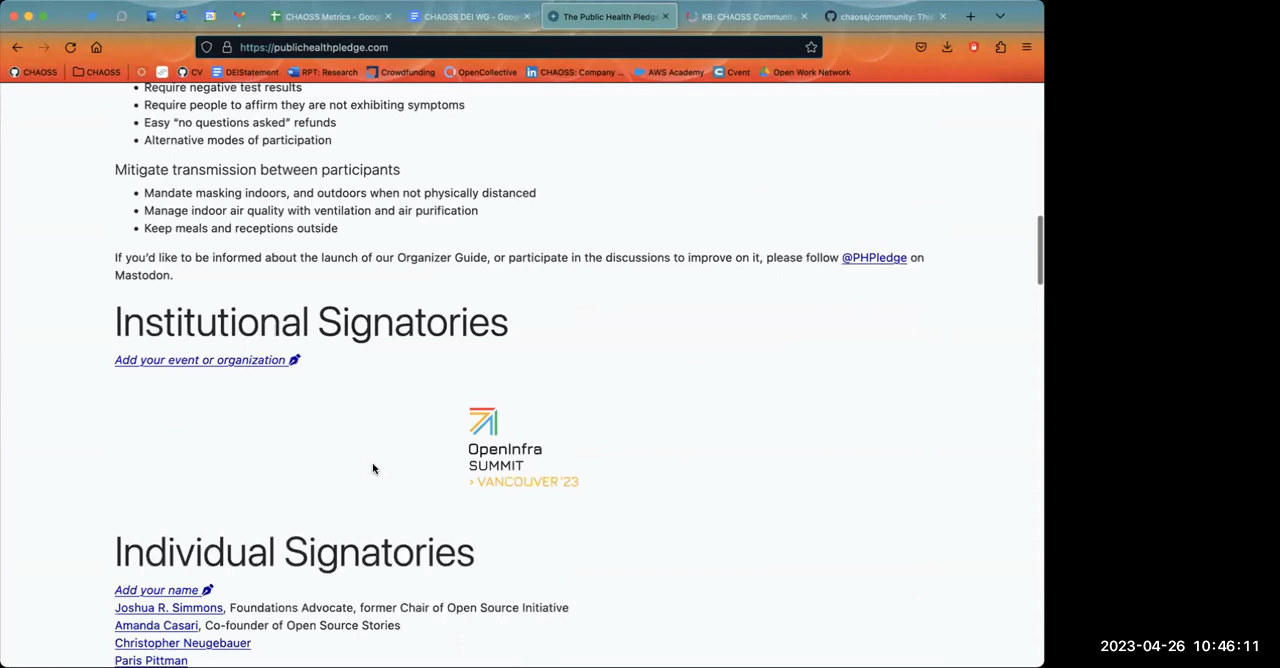 CHAOSS Metrics - Goog
CHAOSS DEI WG - Goog
The Public Health Pledge
KB: CHAOSS Community
chaoss/community: This
https://publichealthpledge.com
CHAOSS
CHAOSS
CV
DEIStatement
RPT: Research
Crowdfunding
OpenCollective
CHAOSS: Company ...
AWS Academy
Cvent
Open Work Network
• Require negative test results
• Require people to affirm they are not exhibiting symptoms
• Easy “no questions asked” refunds
• Alternative modes of participation
Mitigate transmission between participants
• Mandate masking indoors, and outdoors when not physically distanced
• Manage indoor air quality with ventilation and air purification
• Keep meals and receptions outside
If you’d like to be informed about the launch of our Organizer Guide, or participate in the discussions to improve on it, please follow @PHPledge on
Mastodon.
Institutional Signatories
Add your event or organization
OpenInfra
SUMMIT
› VANCOUVER '23
Individual Signatories
Add your name
Joshua R. Simmons, Foundations Advocate, former Chair of Open Source Initiative
Amanda Casari, Co-founder of Open Source Stories
Christopher Neugebauer
Paris Pittman
2023-04-26 10:46:11